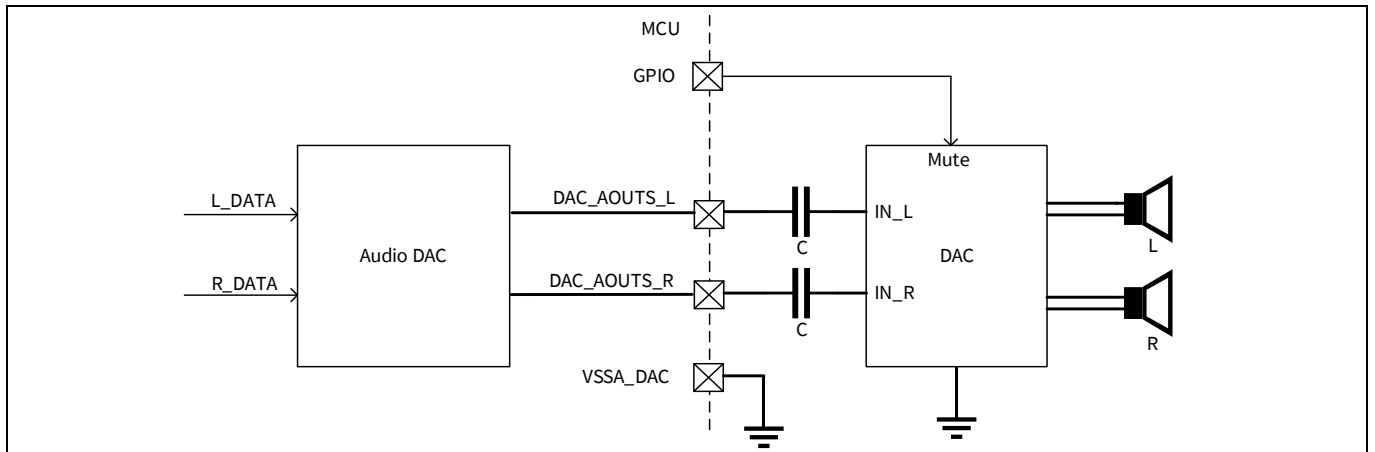 MCU
GPIO
Mute
L_DATA
DAC_AOUTS_L
IN_L
C
L
Audio DAC
DAC
R_DATA
DAC_AOUTS_R
IN_R
C
R
VSSA_DAC